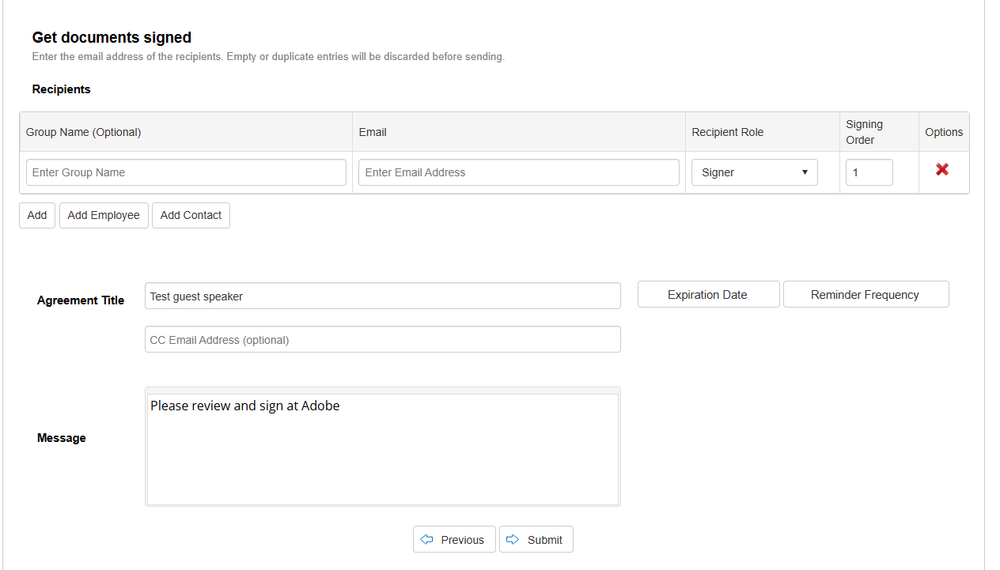 Get documents signed
Enter the email address of the recipients. Empty or duplicate entries will be discarded before sending.
Recipients
Group Name (Optional) Email Recipient Role Signing Order Options
Enter Group Name Enter Email Address Signer 1
Add Add Employee Add Contact
Agreement Title Test guest speaker Expiration Date Reminder Frequency
CC Email Address (optional)
Please review and sign at Adobe
Message
Previous Submit